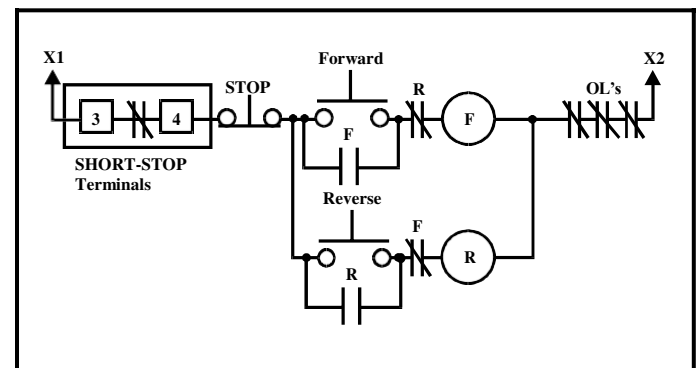 Forward
X1
X2
STOP
R
OL's
3
4
F
F
SHORT-STOP
Terminals
Reverse
F
R
R